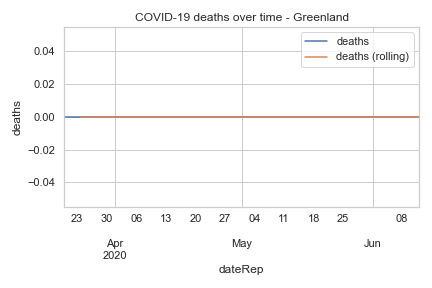 COVID-19 deaths over time - Greenland
deaths
deaths (rolling)
0.04
0.02
0.00
−0.02
−0.04
deaths
23 30 06 13 20 27 04 11 18 25 08
Apr May Jun
2020
dateRep